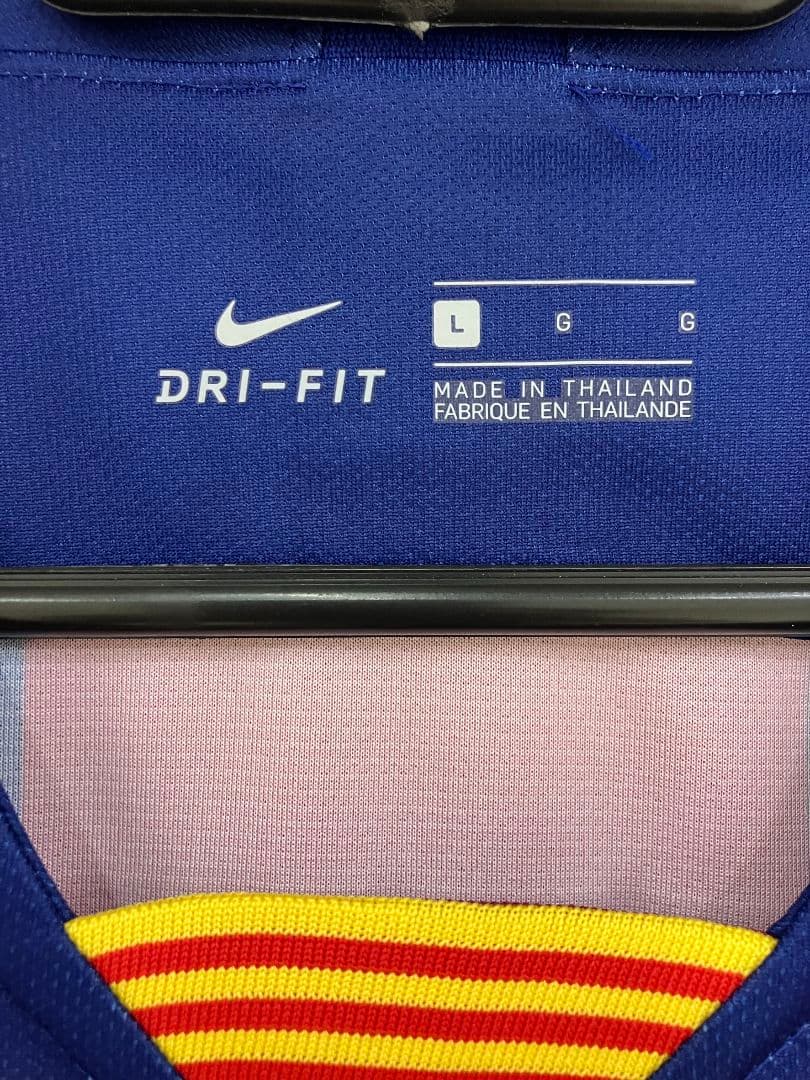 L G G
DRI-FIT
MADE IN THAILAND
FABRIQUE EN THAILANDE